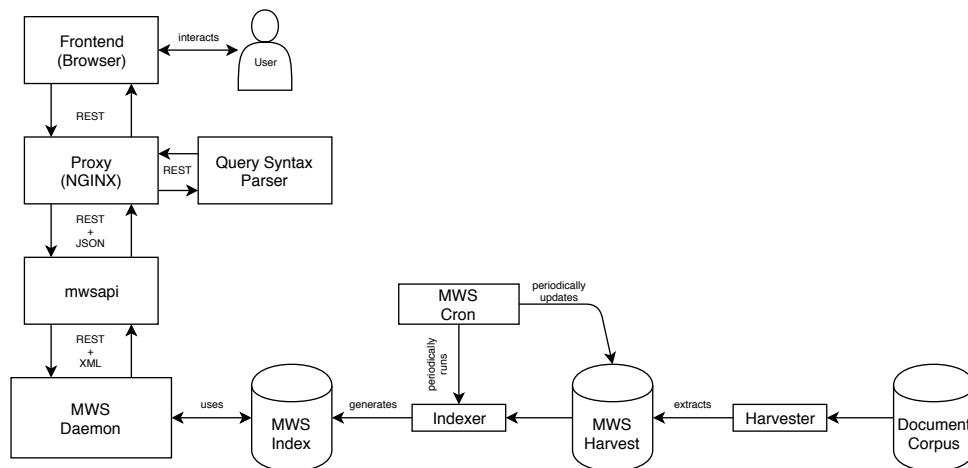 Frontend
(Browser)
interacts
User
REST
Proxy
(NGINX)
REST
Query Syntax
Parser
REST
+
JSON
mwsapi
MWS
Cron
periodically
updates
REST
+
XML
periodically
runs
MWS
Daemon
uses
MWS
Index
generates
Indexer
MWS
Harvest
extracts
Harvester
Document
Corpus